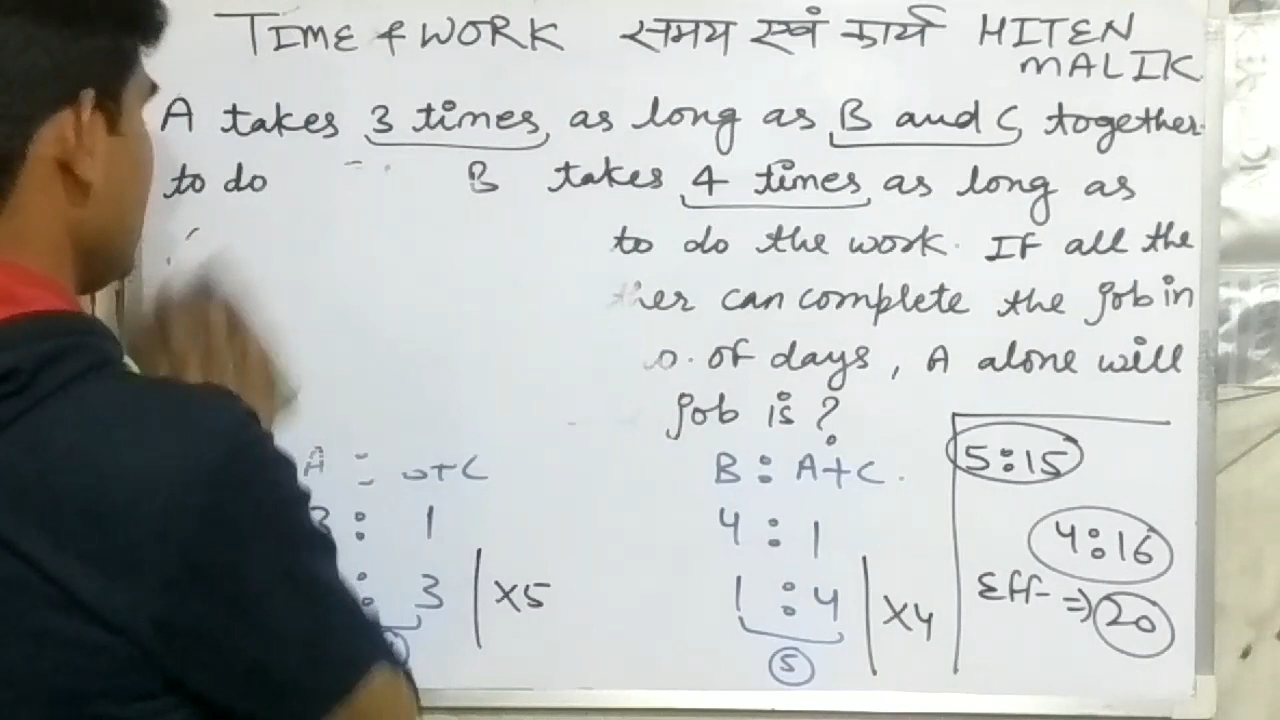 TIME & WORK समय एवं कार्य HITEN
MALIK
A takes 3 times as long as B and C together
to do B takes 4 times as long as
to do the work. If all the
can complete the job in
of days, A alone will
job is?
A : +C
3 : 1
: 3 | x5
B : A+C.
4 : 1
1 : 4 | x4
5
5:15
4:16
Eff- ⇒ 20